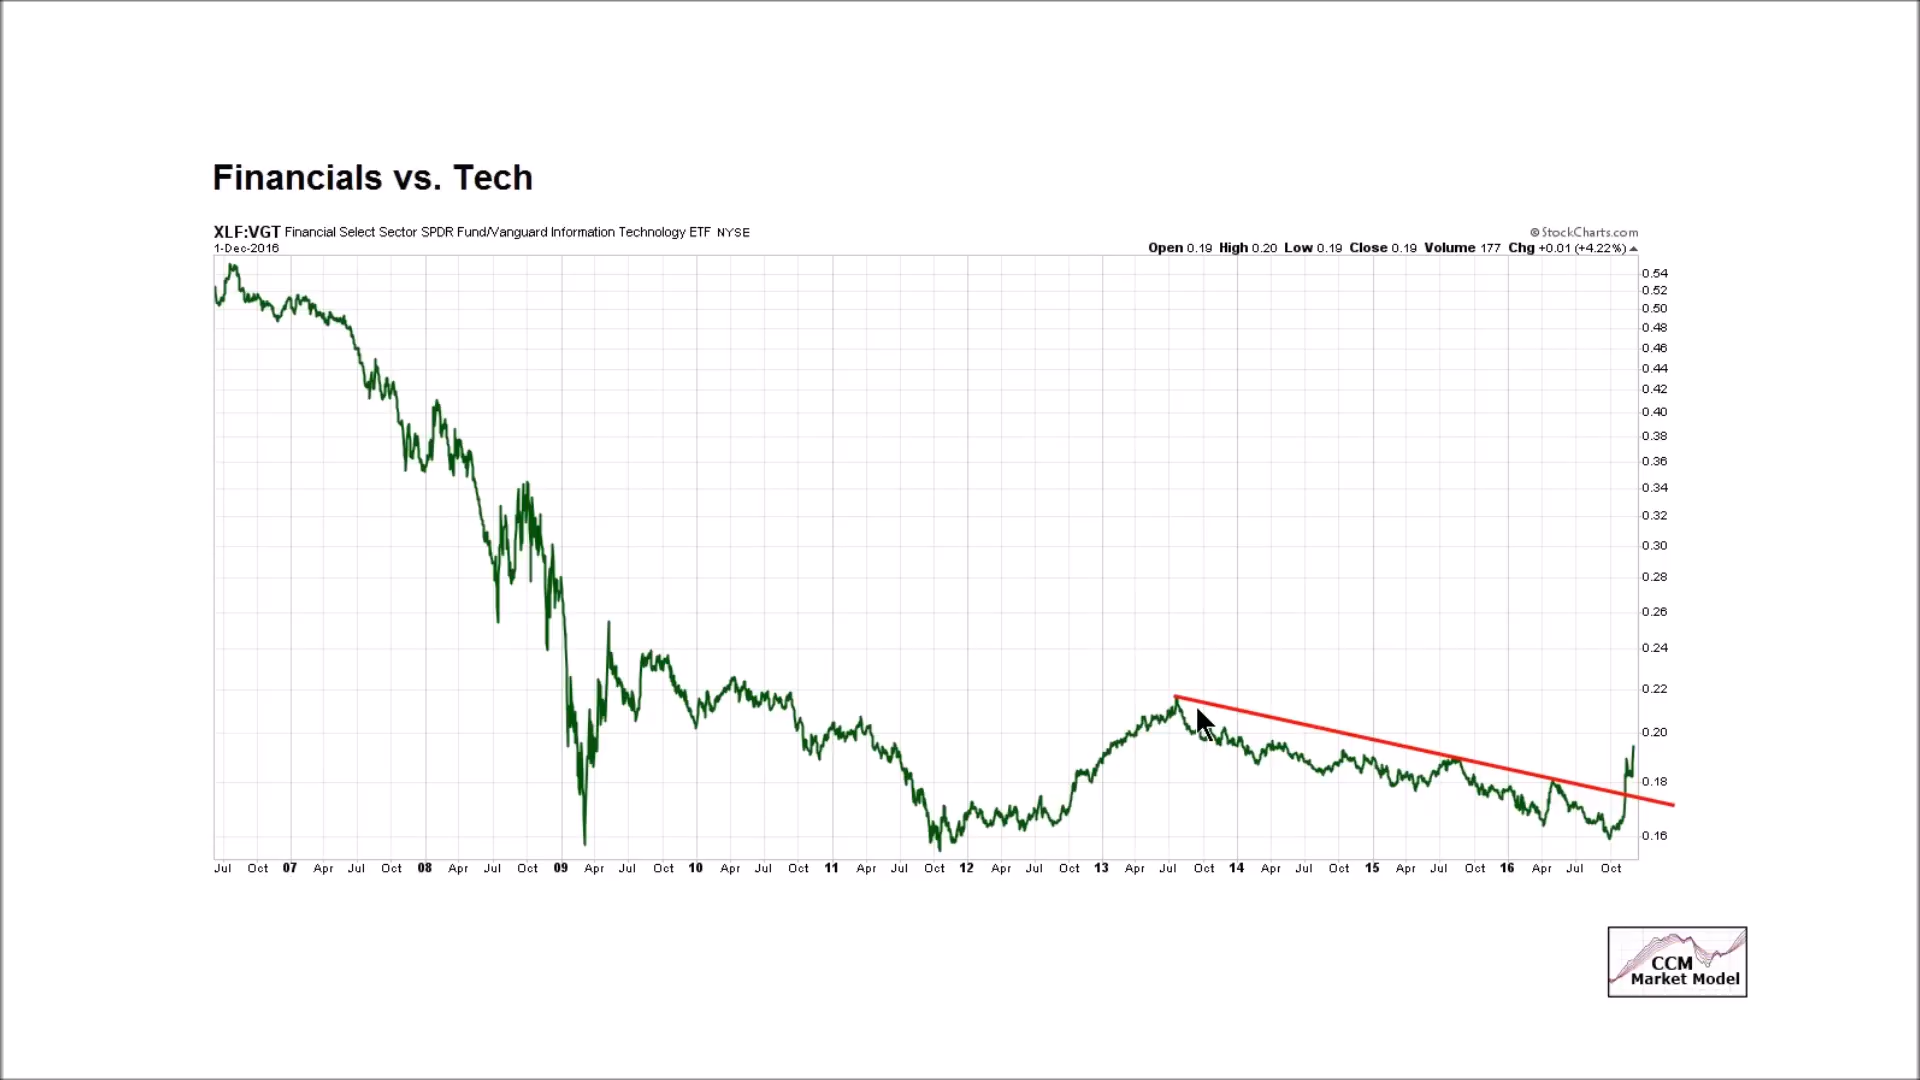 Financials vs. Tech
XLF:VGT Financial Select Sector SPDR Fund/Vanguard Information Technology ETF NYSE
© StockCharts.com
1-Dec-2016
Open 0.19 High 0.20 Low 0.19 Close 0.19 Volume 177 Chg +0.01 (+4.22%)
0.54
0.52
0.50
0.48
0.46
0.44
0.42
0.40
0.38
0.36
0.34
0.32
0.30
0.28
0.26
0.24
0.22
0.20
0.18
0.16
Jul Oct 07 Apr Jul Oct 08 Apr Jul Oct 09 Apr Jul Oct 10 Apr Jul Oct 11 Apr Jul Oct 12 Apr Jul Oct 13 Apr Jul Oct 14 Apr Jul Oct 15 Apr Jul Oct 16 Apr Jul Oct
CCM
Market Model